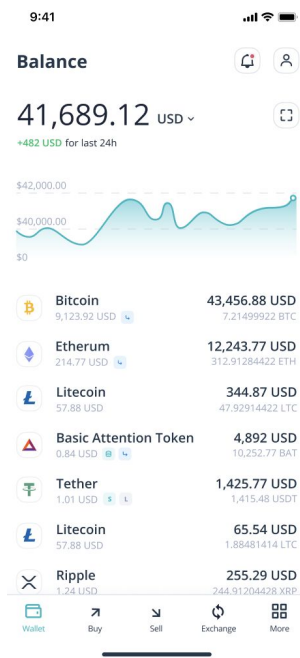 9:41
Balance
41,689.12 USD
+482 USD for last 24h
$42,000.00
$40,000.00
$0
Bitcoin 43,456.88 USD
9,123.92 USD 7.21499922 BTC
Etherum 12,243.77 USD
214.77 USD 312.91284422 ETH
Litecoin 344.87 USD
57.88 USD 47.92914422 LTC
Basic Attention Token 4,892 USD
0.84 USD 10,252.77 BAT
Tether 1,425.77 USD
1.01 USD S L 1,415.48 USDT
Litecoin 65.54 USD
57.88 USD 1.88481414 LTC
Ripple 255.29 USD
1.24 USD 244.91204428 XRP
Wallet Buy Sell Exchange More